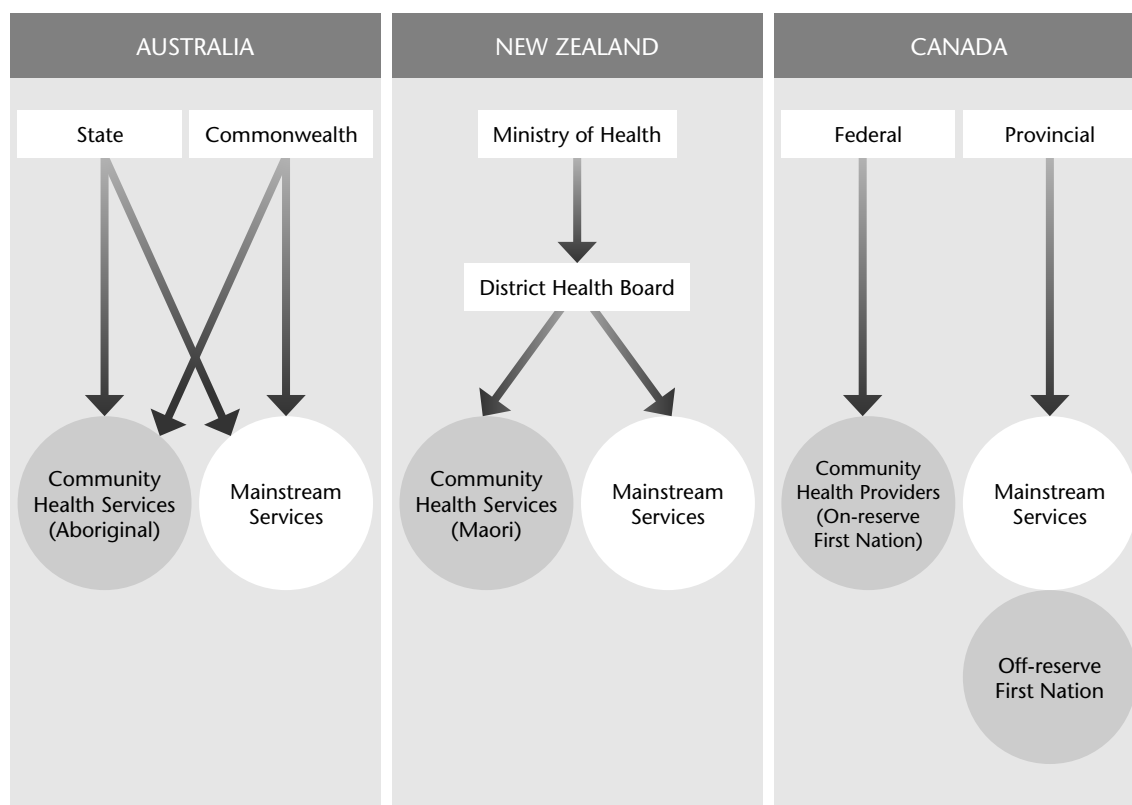 AUSTRALIA
State
Commonwealth
Community
Health Services
(Aboriginal)
Mainstream
Services
NEW ZEALAND
Ministry of Health
District Health Board
Community
Health Services
(Maori)
Mainstream
Services
CANADA
Federal
Provincial
Community
Health Providers
(On-reserve
First Nation)
Mainstream
Services
Off-reserve
First Nation